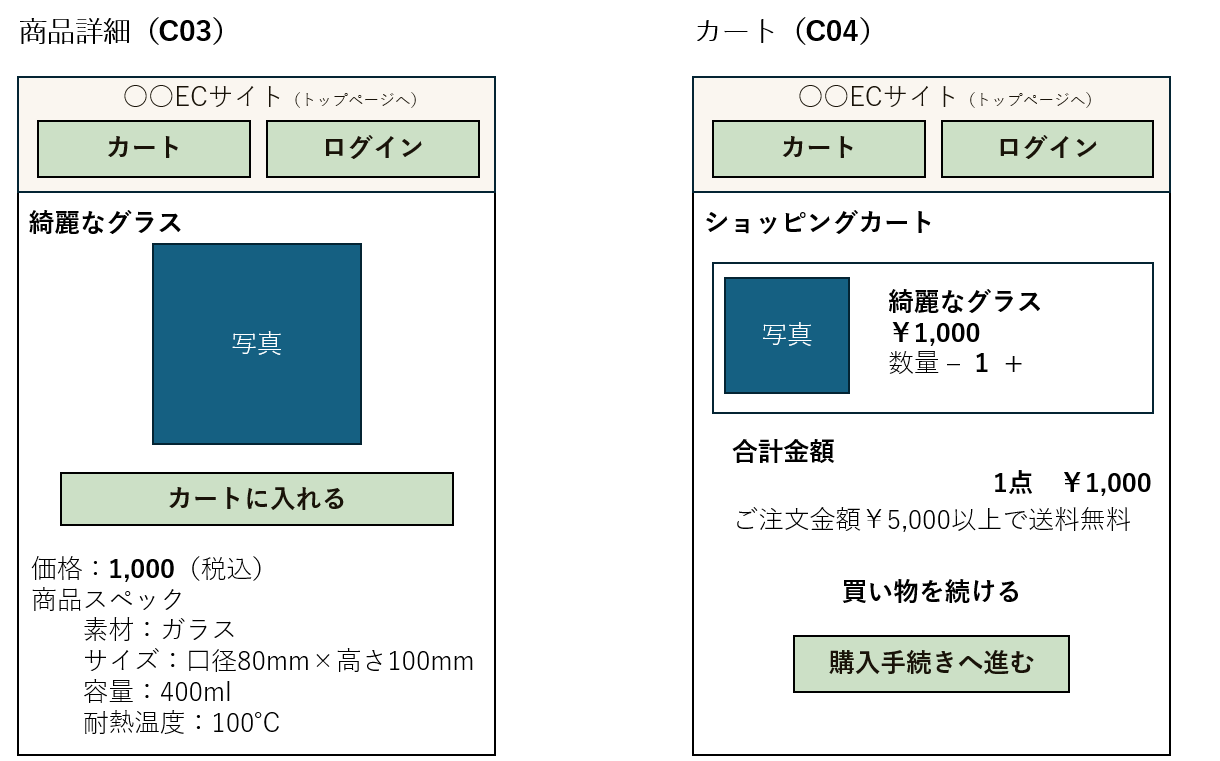 商品詳細（C03）
〇〇ECサイト（トップページへ）
カート
ログイン
綺麗なグラス
写真
カートに入れる
価格：1,000（税込）
商品スペック
素材：ガラス
サイズ：口径80mm×高さ100mm
容量：400ml
耐熱温度：100℃
カート（C04）
〇〇ECサイト（トップページへ）
カート
ログイン
ショッピングカート
写真
綺麗なグラス
￥1,000
数量 − 1 ＋
合計金額
1点　￥1,000
ご注文金額￥5,000以上で送料無料
買い物を続ける
購入手続きへ進む